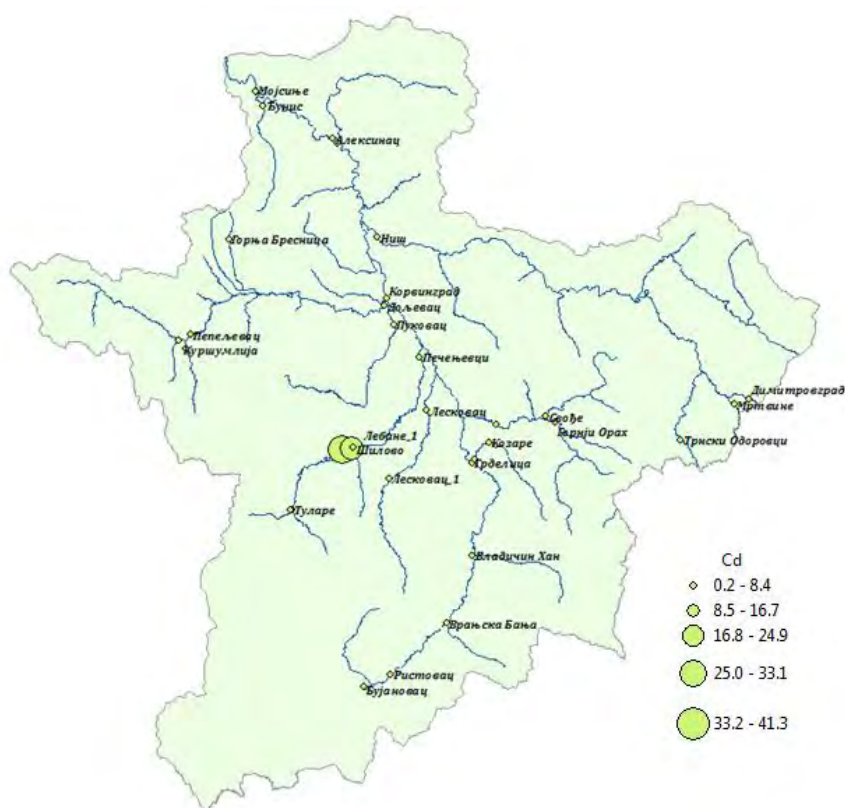 Мојсиње
Бунис
Алексинац
Ниш
Горња Бресница
Корвинград
Дољевац
Пуковац
Пепељевац
Куршумлија
Печењевци
Димитровград
Мртвине
Лесковац
Свође
Горњи Орах
Трнски Одоровци
Лебане_1
Шилово
Козаре
Грделица
Лесковац_1
Туларе
Владичин Хан
Врањска Бања
Ристовац
Бујановац
Cd
0.2 - 8.4
8.5 - 16.7
16.8 - 24.9
25.0 - 33.1
33.2 - 41.3